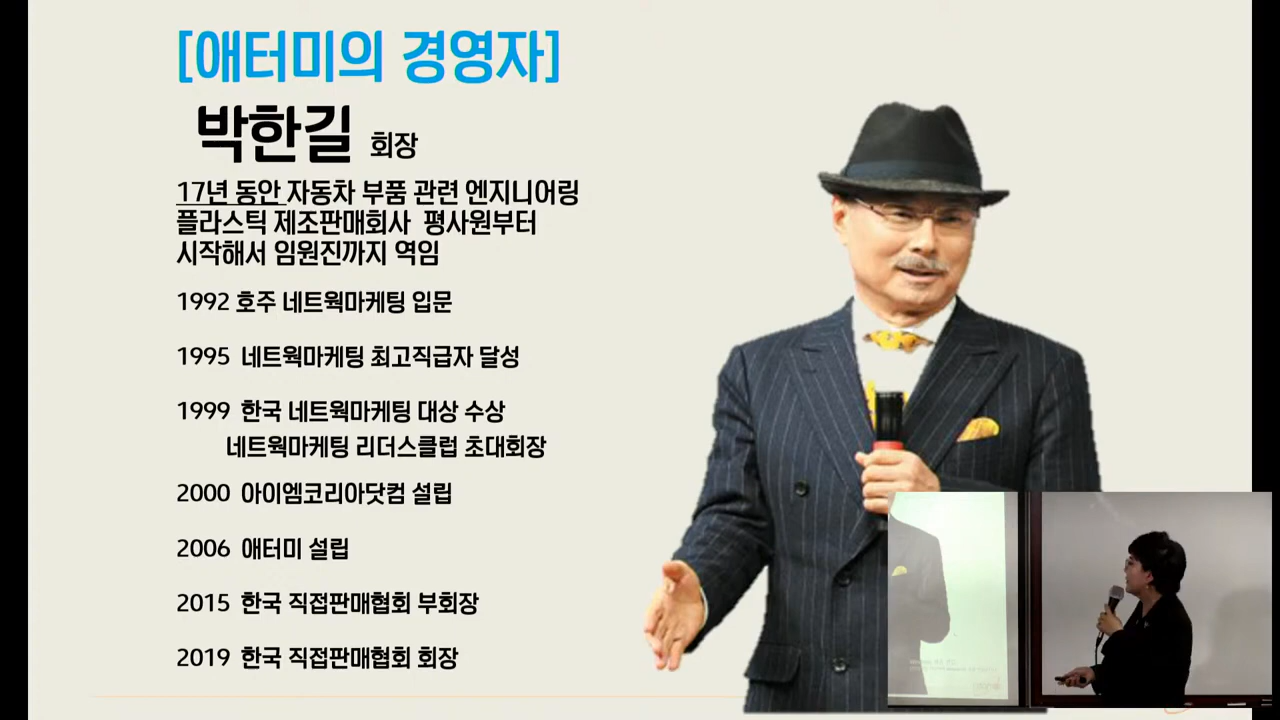 [애터미의 경영자]
박한길 회장
17년 동안 자동차 부품 관련 엔지니어링
플라스틱 제조판매회사 평사원부터
시작해서 임원진까지 역임
1992 호주 네트웍마케팅 입문
1995 네트웍마케팅 최고직급자 달성
1999 한국 네트웍마케팅 대상 수상
네트웍마케팅 리더스클럽 초대회장
2000 아이엠코리아닷컴 설립
2006 애터미 설립
2015 한국 직접판매협회 부회장
2019 한국 직접판매협회 회장